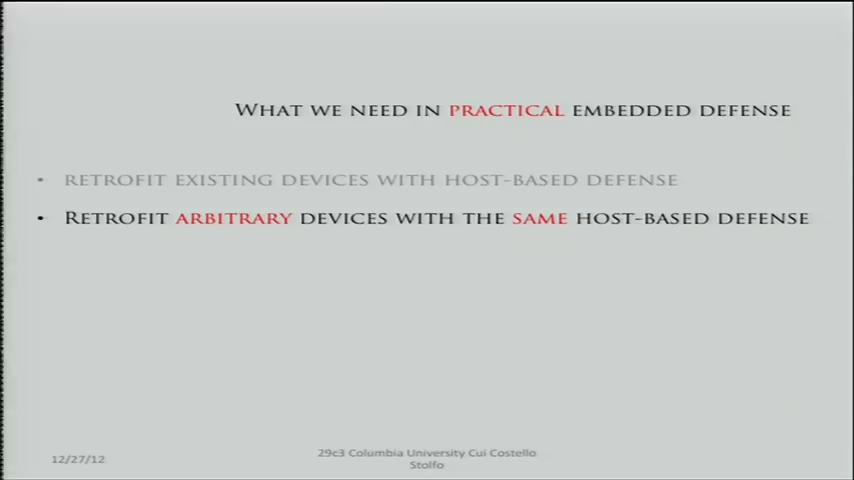 What we need in practical embedded defense
• retrofit existing devices with host-based defense
• Retrofit arbitrary devices with the same host-based defense
12/27/12
29c3 Columbia University Cui Costello
Stolfo